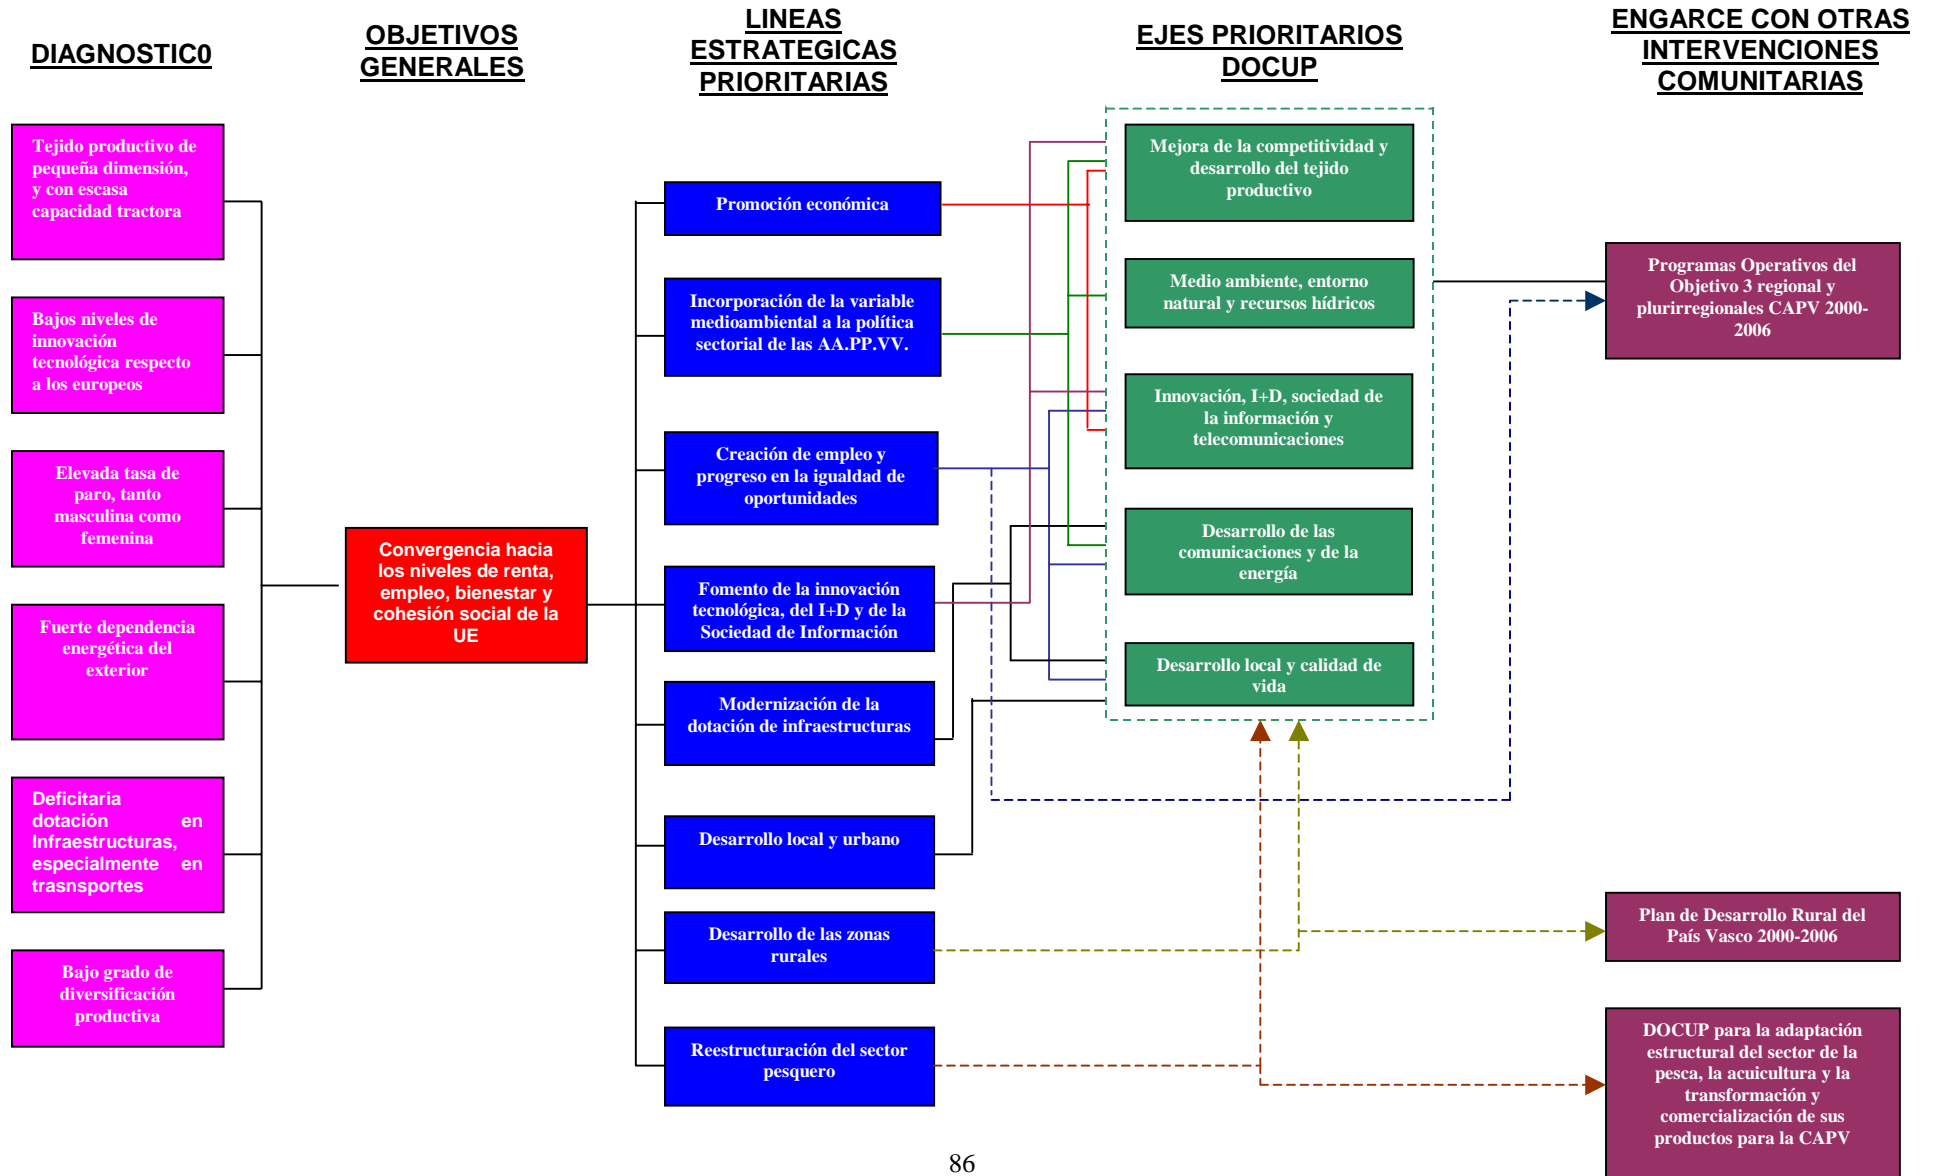 DIAGNOSTIC0
OBJETIVOS
GENERALES
LINEAS
ESTRATEGICAS
PRIORITARIAS
EJES PRIORITARIOS
DOCUP
ENGARCE CON OTRAS
INTERVENCIONES
COMUNITARIAS
Tejido productivo de
pequeña dimensión,
y con escasa
capacidad tractora
Bajos niveles de
innovación
tecnológica respecto
a los europeos
Elevada tasa de
paro, tanto
masculina como
femenina
Fuerte dependencia
energética del
exterior
Deficitaria
dotación en
Infraestructuras,
especialmente en
trasnsportes
Bajo grado de
diversificación
productiva
Convergencia hacia
los niveles de renta,
empleo, bienestar y
cohesión social de la
UE
Promoción económica
Incorporación de la variable
medioambiental a la política
sectorial de las AA.PP.VV.
Creación de empleo y
progreso en la igualdad de
oportunidades
Fomento de la innovación
tecnológica, del I+D y de la
Sociedad de Información
Modernización de la
dotación de infraestructuras
Desarrollo local y urbano
Desarrollo de las zonas
rurales
Reestructuración del sector
pesquero
Mejora de la competitividad y
desarrollo del tejido
productivo
Medio ambiente, entorno
natural y recursos hídricos
Innovación, I+D, sociedad de
la información y
telecomunicaciones
Desarrollo de las
comunicaciones y de la
energía
Desarrollo local y calidad de
vida
Programas Operativos del
Objetivo 3 regional y
plurirregionales CAPV 2000-
2006
Plan de Desarrollo Rural del
País Vasco 2000-2006
DOCUP para la adaptación
estructural del sector de la
pesca, la acuicultura y la
transformación y
comercialización de sus
productos para la CAPV
86